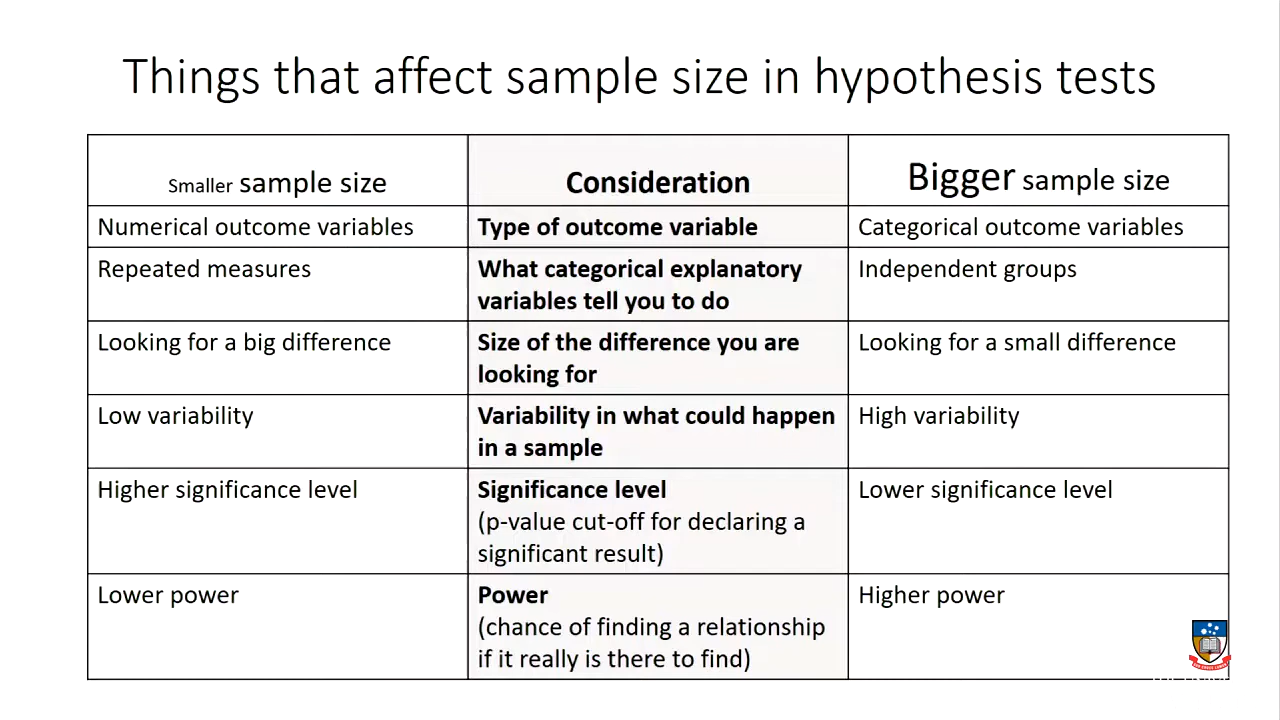 Things that affect sample size in hypothesis tests
Smaller sample size
Consideration
Bigger sample size
Numerical outcome variables
Type of outcome variable
Categorical outcome variables
Repeated measures
What categorical explanatory
variables tell you to do
Independent groups
Looking for a big difference
Size of the difference you are
looking for
Looking for a small difference
Low variability
Variability in what could happen
in a sample
High variability
Higher significance level
Significance level
(p-value cut-off for declaring a
significant result)
Lower significance level
Lower power
Power
(chance of finding a relationship
if it really is there to find)
Higher power